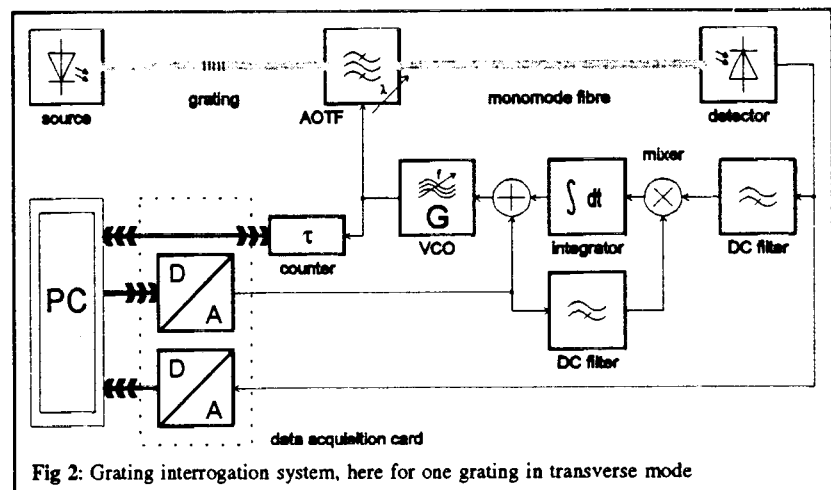 source
grating
AOTF
λ
monomode fibre
detector
mixer
f
G
VCO
+
∫ dt
integrator
×
DC filter
τ
counter
DC filter
PC
D
A
D
A
data acquisition card
Fig 2: Grating interrogation system, here for one grating in transverse mode